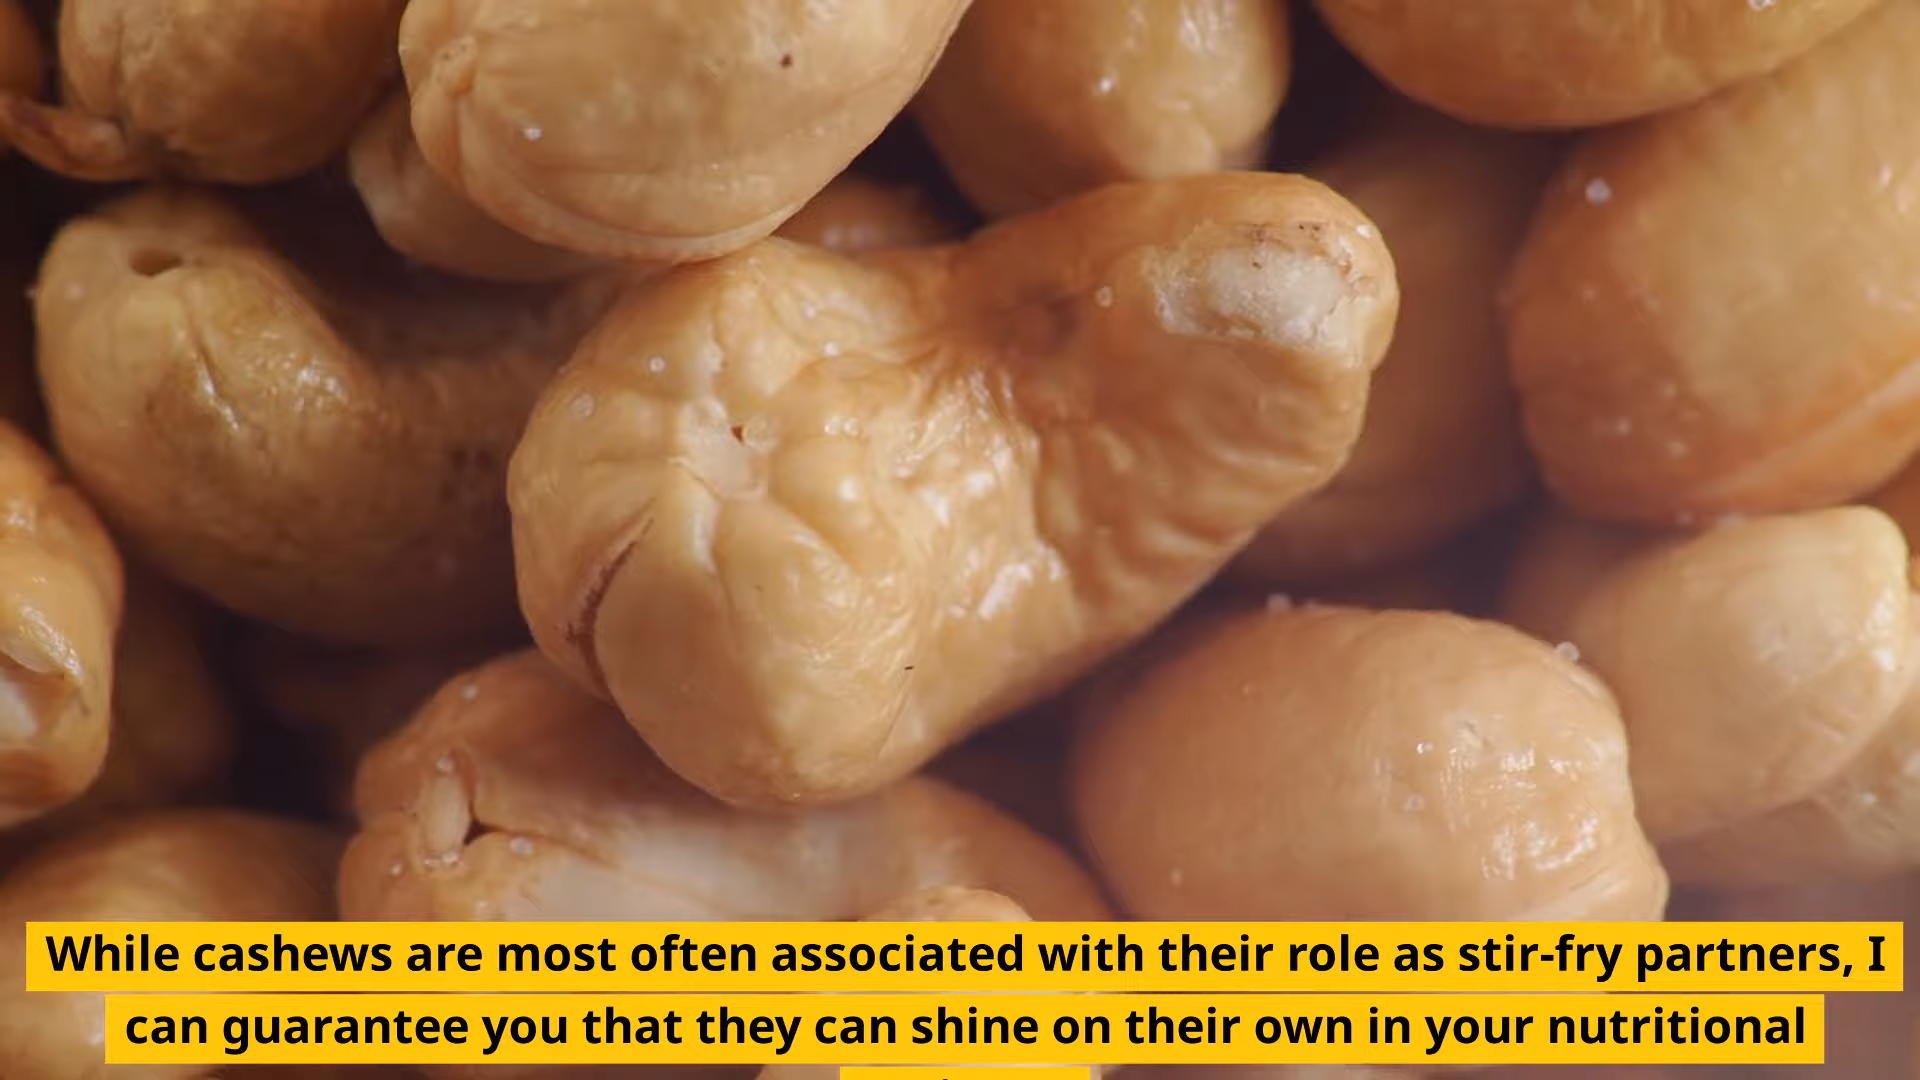 While cashews are most often associated with their role as stir-fry partners, I
can guarantee you that they can shine on their own in your nutritional